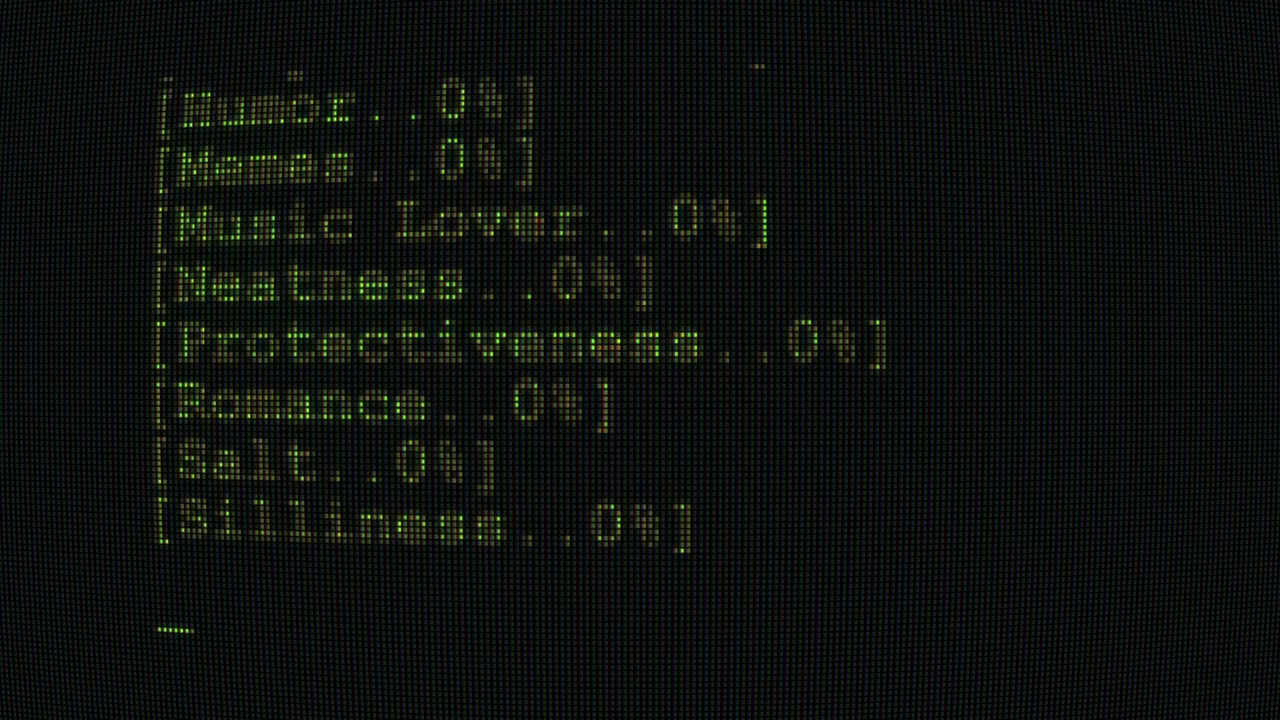 [Humor..0%]
[Memes..0%]
[Music Lover..0%]
[Neatness..0%]
[Protectiveness..0%]
[Romance..0%]
[Salt..0%]
[Silliness..0%]
_